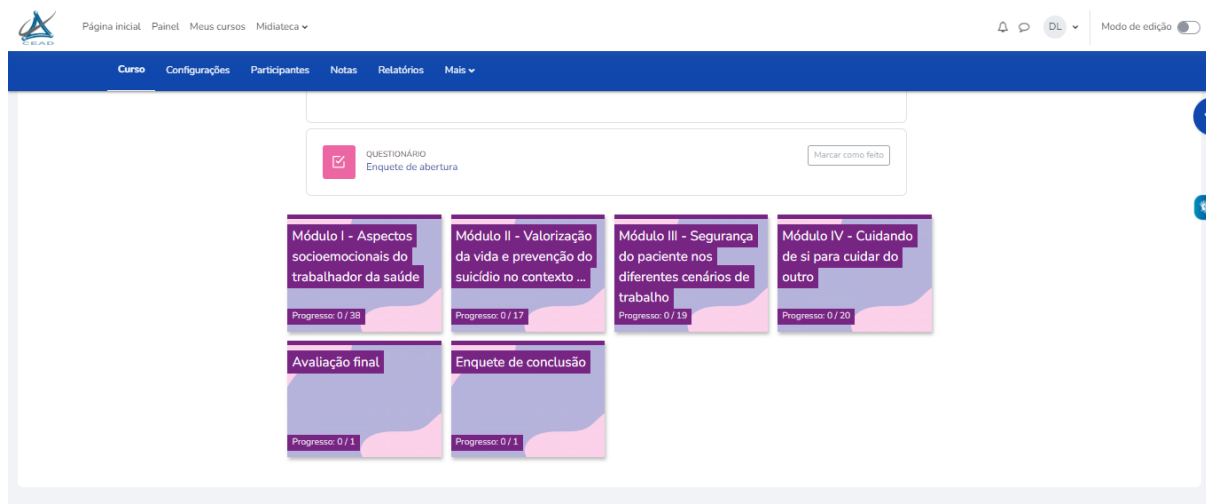 CEAD
Página inicial Painel Meus cursos Midiateca
DL
Modo de edição
Curso Configurações Participantes Notas Relatórios Mais
QUESTIONÁRIO
Enquete de abertura
Marcar como feito
Módulo I - Aspectos
socioemocionais do
trabalhador da saúde
Progresso: 0 / 38
Módulo II - Valorização
da vida e prevenção do
suicídio no contexto ...
Progresso: 0 / 17
Módulo III - Segurança
do paciente nos
diferentes cenários de
trabalho
Progresso: 0 / 19
Módulo IV - Cuidando
de si para cuidar do
outro
Progresso: 0 / 20
Avaliação final
Progresso: 0 / 1
Enquete de conclusão
Progresso: 0 / 1